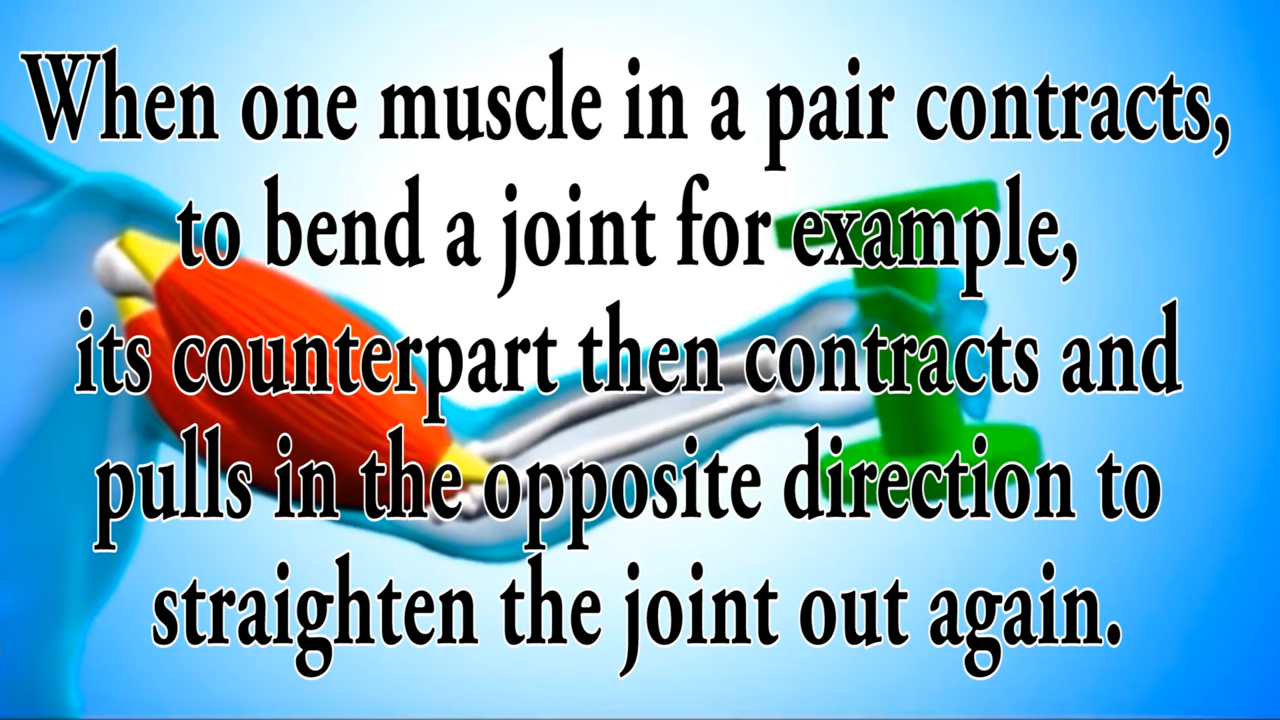 When one muscle in a pair contracts,
to bend a joint for example,
its counterpart then contracts and
pulls in the opposite direction to
straighten the joint out again.